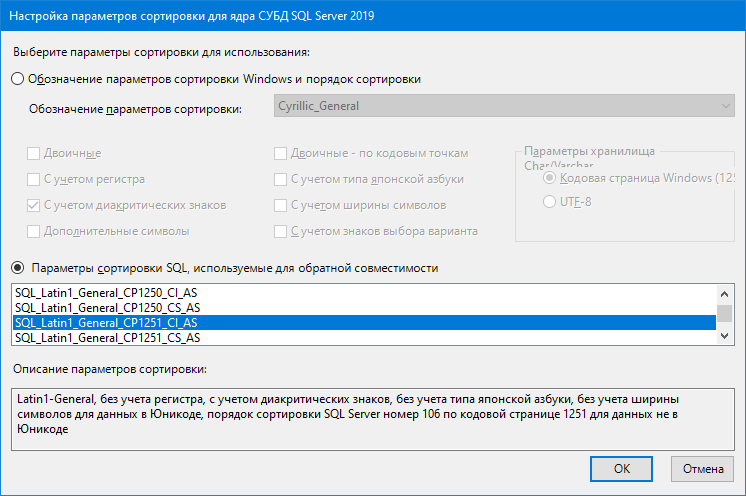 Настройка параметров сортировки для ядра СУБД SQL Server 2019
Выберите параметры сортировки для использования:
Обозначение параметров сортировки Windows и порядок сортировки
Обозначение параметров сортировки:
Cyrillic_General
Двоичные
Двоичные - по кодовым точкам
С учетом регистра
С учетом типа японской азбуки
С учетом диакритических знаков
С учетом ширины символов
Дополнительные символы
С учетом знаков выбора варианта
Параметры хранилища
Char/Varchar
Кодовая страница Windows (125
UTF-8
Параметры сортировки SQL, используемые для обратной совместимости
SQL_Latin1_General_CP1250_CI_AS
SQL_Latin1_General_CP1250_CS_AS
SQL_Latin1_General_CP1251_CI_AS
SQL_Latin1_General_CP1251_CS_AS
Описание параметров сортировки:
Latin1-General, без учета регистра, с учетом диакритических знаков, без учета типа японской азбуки, без учета ширины
символов для данных в Юникоде, порядок сортировки SQL Server номер 106 по кодовой странице 1251 для данных не в
Юникоде
ОК
Отмена